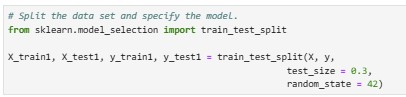 # Split the data set and specify the model.
from sklearn.model_selection import train_test_split
X_train1, X_test1, y_train1, y_test1 = train_test_split(X, y,
test_size = 0.3,
random_state = 42)